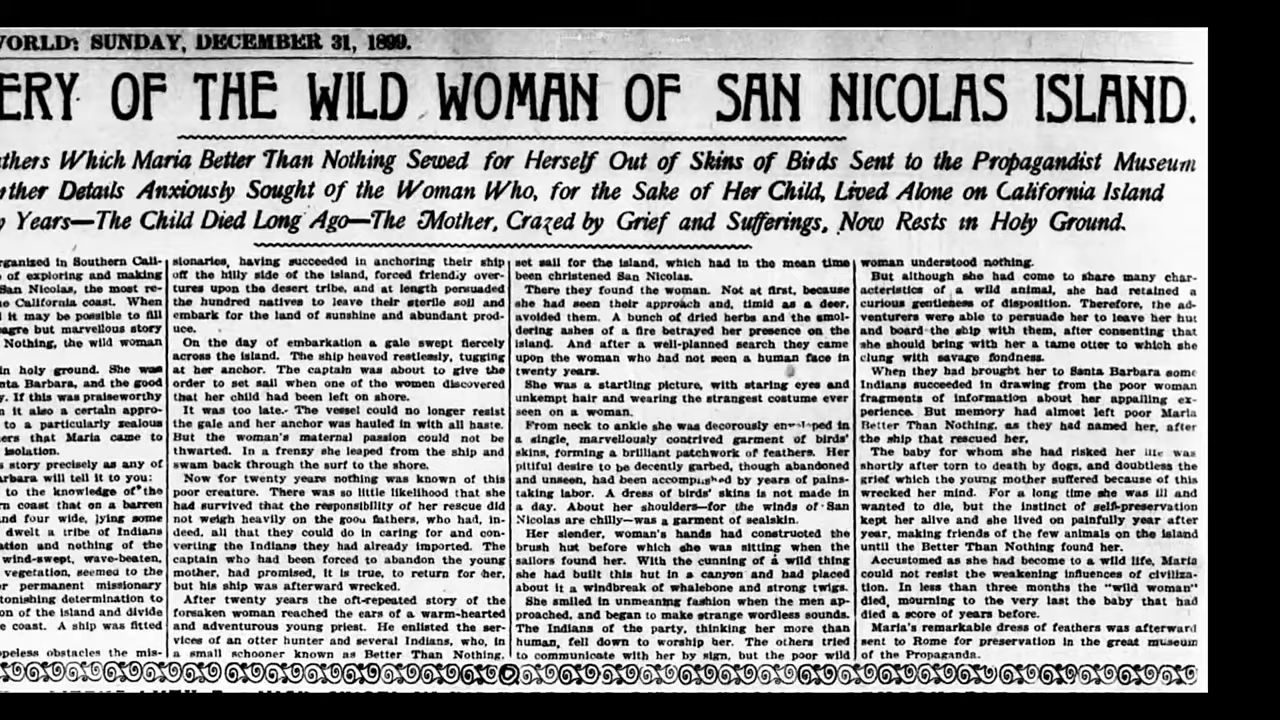 WORLD: SUNDAY, DECEMBER 31, 1899.
ERY OF THE WILD WOMAN OF SAN NICOLAS ISLAND.
thers Which Maria Better Than Nothing Sewed for Herself Out of Skins of Birds Sent to the Propagandist Museum
rther Details Anxiously Sought of the Woman Who, for the Sake of Her Child, Lived Alone on California Island
y Years—The Child Died Long Ago—The Mother, Crazed by Grief and Sufferings, Now Rests in Holy Ground.
rganized in Southern Cali-
of exploring and making
San Nicolas, the most re-
e California coast. When
it may be possible to fill
eagre but marvellous story
Nothing, the wild woman
in holy ground. She was
nta Barbara, and the good
y. If this was praiseworthy
n it also a certain appro-
to a particularly zealous
ers that Maria came to
isolation.
s story precisely as any of
rbara will tell it to you:
to the knowledge of the
rn coast that on a barren
nd four wide, lying some
dwelt a tribe of Indians
ation and nothing of the
wind-swept, wave-beaten,
vegetation, seemed to the
r permanent missionary
tonishing determination to
on of the island and divide
e coast. A ship was fitted
opeless obstacles the mis-
sionaries, having succeeded in anchoring their ship
off the hilly side of the island, forced friendly over-
tures upon the desert tribe, and at length persuaded
the hundred natives to leave their sterile soil and
embark for the land of sunshine and abundant prod-
uce.
On the day of embarkation a gale swept fiercely
across the island. The ship heaved restlessly, tugging
at her anchor. The captain was about to give the
order to set sail when one of the women discovered
that her child had been left on shore.
It was too late. The vessel could no longer resist
the gale and her anchor was hauled in with all haste.
But the woman's maternal passion could not be
thwarted. In a frenzy she leaped from the ship and
swam back through the surf to the shore.
Now for twenty years nothing was known of this
poor creature. There was so little likelihood that she
had survived that the responsibility of her rescue did
not weigh heavily on the good fathers, who had, in-
deed, all that they could do in caring for and con-
verting the Indians they had already imported. The
captain who had been forced to abandon the young
mother, had promised, it is true, to return for her,
but his ship was afterward wrecked.
After twenty years the oft-repeated story of the
forsaken woman reached the ears of a warm-hearted
and adventurous young priest. He enlisted the ser-
vices of an otter hunter and several Indians, who, in
a small schooner known as Better Than Nothing,
set sail for the island, which had in the mean time
been christened San Nicolas.
There they found the woman. Not at first, because
she had seen their approach and, timid as a deer,
avoided them. A bunch of dried herbs and the smol-
dering ashes of a fire betrayed her presence on the
island. And after a well-planned search they came
upon the woman who had not seen a human face in
twenty years.
She was a startling picture, with staring eyes and
unkempt hair and wearing the strangest costume ever
seen on a woman.
From neck to ankle she was decorously enveloped in
a single, marvellously contrived garment of birds'
skins, forming a brilliant patchwork of feathers. Her
pitiful desire to be decently garbed, though abandoned
and unseen, had been accomplished by years of pains-
taking labor. A dress of birds' skins is not made in
a day. About her shoulders—for the winds of San
Nicolas are chilly—was a garment of sealskin.
Her slender, woman's hands had constructed the
brush hut before which she was sitting when the
sailors found her. With the cunning of a wild thing
she had built this hut in a canyon and had placed
about it a windbreak of whalebone and strong twigs.
She smiled in unmeaning fashion when the men ap-
proached, and began to make strange wordless sounds.
The Indians of the party, thinking her more than
human, fell down to worship her. The others tried
to communicate with her by sign, but the poor wild
woman understood nothing.
But although she had come to share many char-
acteristics of a wild animal, she had retained a
curious gentleness of disposition. Therefore, the ad-
venturers were able to persuade her to leave her hut
and board the ship with them, after consenting that
she should bring with her a tame otter to which she
clung with savage fondness.
When they had brought her to Santa Barbara some
Indians succeeded in drawing from the poor woman
fragments of information about her appalling ex-
perience. But memory had almost left poor Maria
Better Than Nothing, as they had named her, after
the ship that rescued her.
The baby for whom she had risked her life was
shortly after torn to death by dogs, and doubtless the
grief which the young mother suffered because of this
wrecked her mind. For a long time she was ill and
wanted to die, but the instinct of self-preservation
kept her alive and she lived on painfully year after
year, making friends of the few animals on the island
until the Better Than Nothing found her.
Accustomed as she had become to a wild life, Maria
could not resist the weakening influences of civiliza-
tion. In less than three months the "wild woman"
died, mourning to the very last the baby that had
died a score of years before.
Maria's remarkable dress of feathers was afterward
sent to Rome for preservation in the great museum
of the Propaganda.